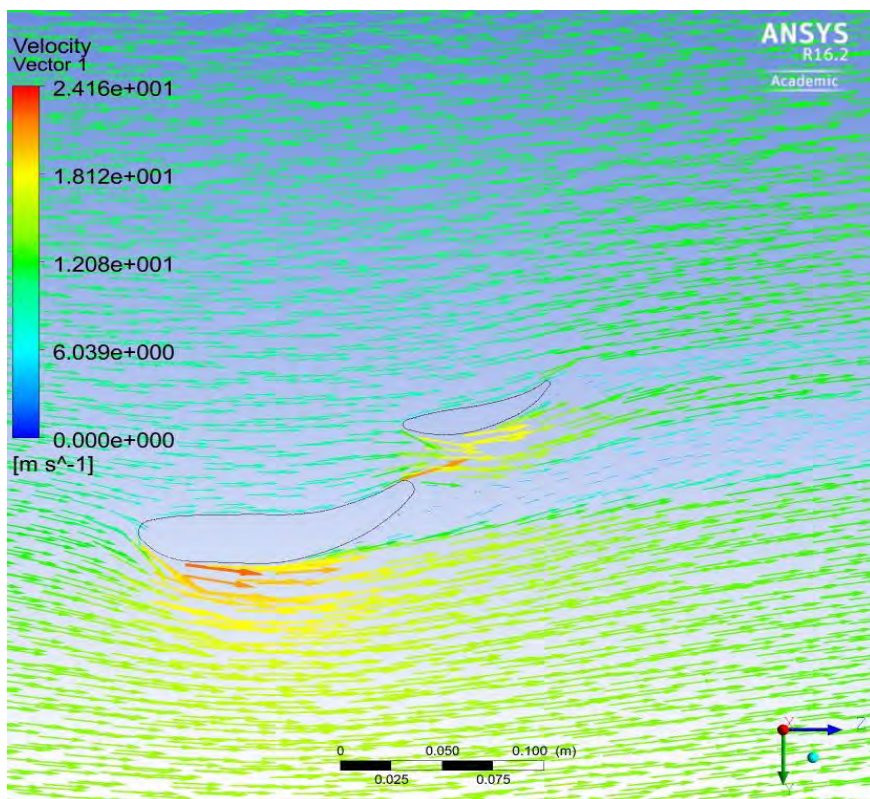 ANSYS
R16.2
Academic
Velocity
Vector 1
2.416e+001
1.812e+001
1.208e+001
6.039e+000
0.000e+000
[m s^-1]
0 0.050 0.100 (m)
0.025 0.075
X Z
Y